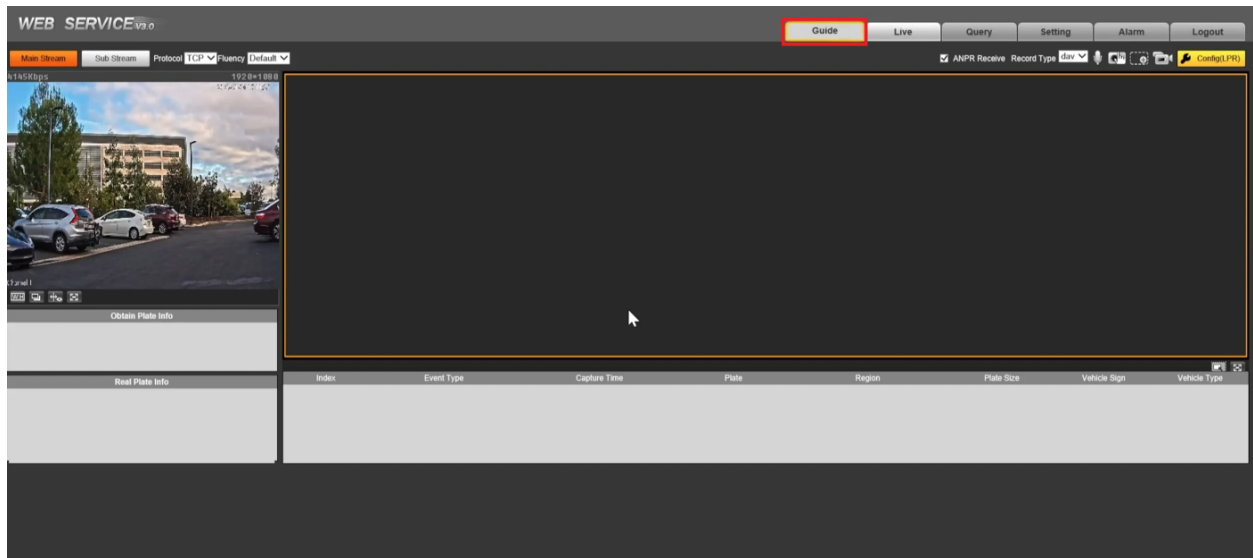 WEB SERVICE V3.0
Guide Live Query Setting Alarm Logout
Main Stream Sub Stream Protocol TCP Fluency Default ANPR Receive Record Type dav Config(LPR)
4145Kbps 1920*1080
Obtain Plate Info
Real Plate Info
Index Event Type Capture Time Plate Region Plate Size Vehicle Sign Vehicle Type